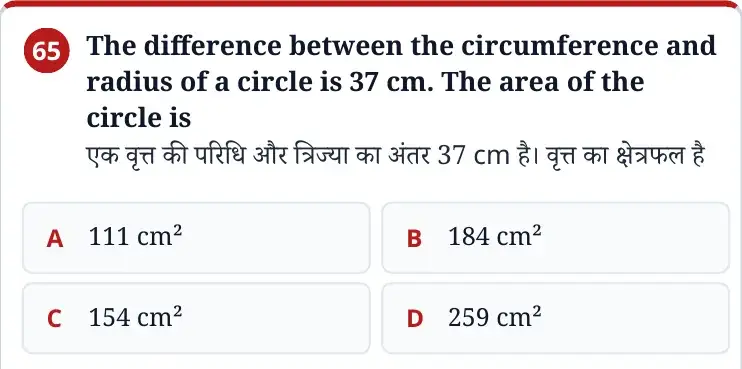 65 The difference between the circumference and
radius of a circle is 37 cm. The area of the
circle is
एक वृत्त की परिधि और त्रिज्या का अंतर 37 cm है। वृत्त का क्षेत्रफल है
A 111 cm² B 184 cm²
C 154 cm² D 259 cm²